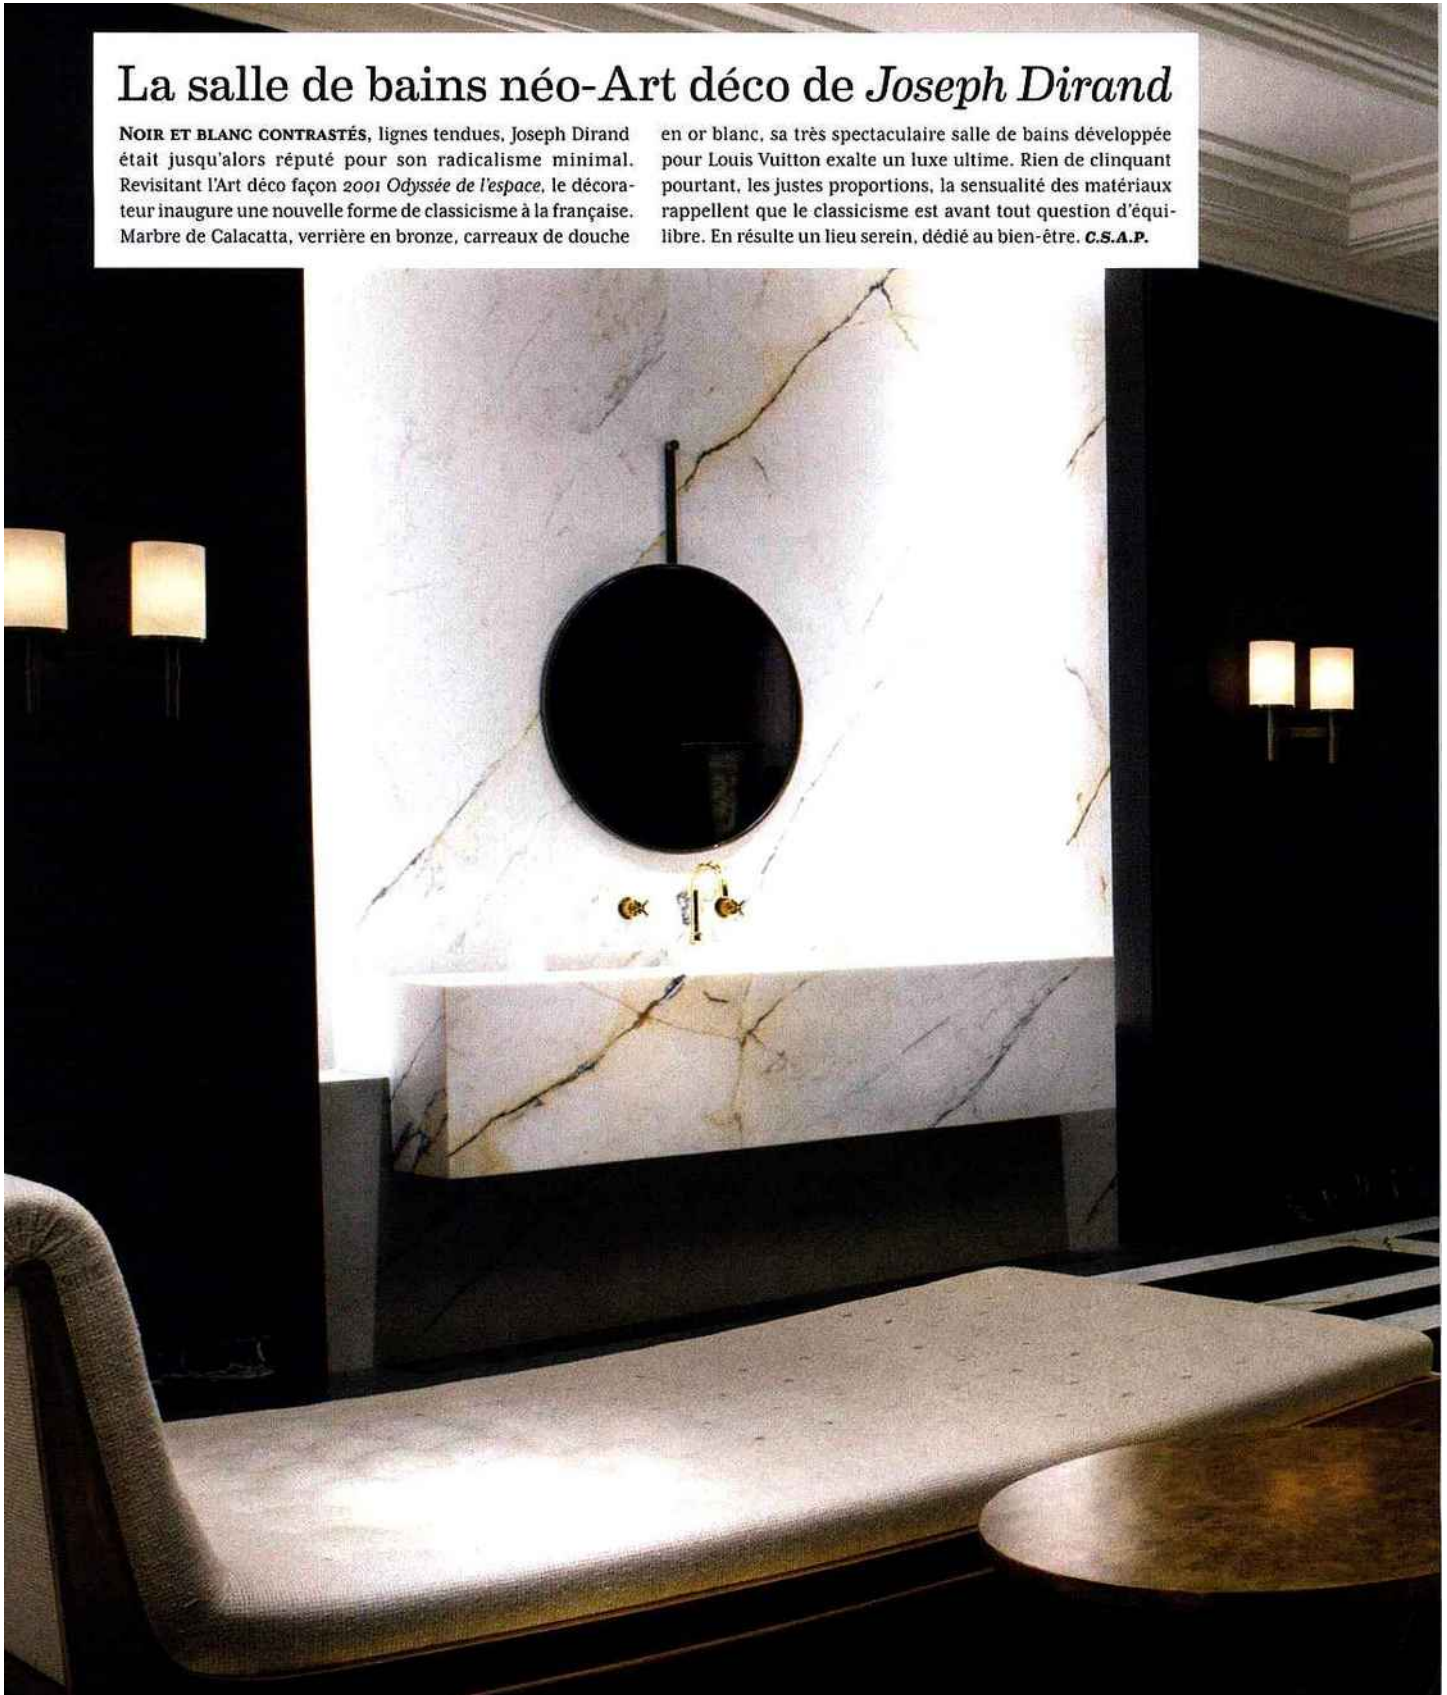 La salle de bains néo-Art déco de Joseph Dirand
NOIR ET BLANC CONTRASTÉS, lignes tendues, Joseph Dirand
était jusqu'alors réputé pour son radicalisme minimal.
Revisitant l'Art déco façon 2001 Odyssée de l'espace, le décora-
teur inaugure une nouvelle forme de classicisme à la française.
Marbre de Calacatta, verrière en bronze, carreaux de douche
en or blanc, sa très spectaculaire salle de bains développée
pour Louis Vuitton exalte un luxe ultime. Rien de clinquant
pourtant, les justes proportions, la sensualité des matériaux
rappellent que le classicisme est avant tout question d'équi-
libre. En résulte un lieu serein, dédié au bien-être. C.S.A.P.